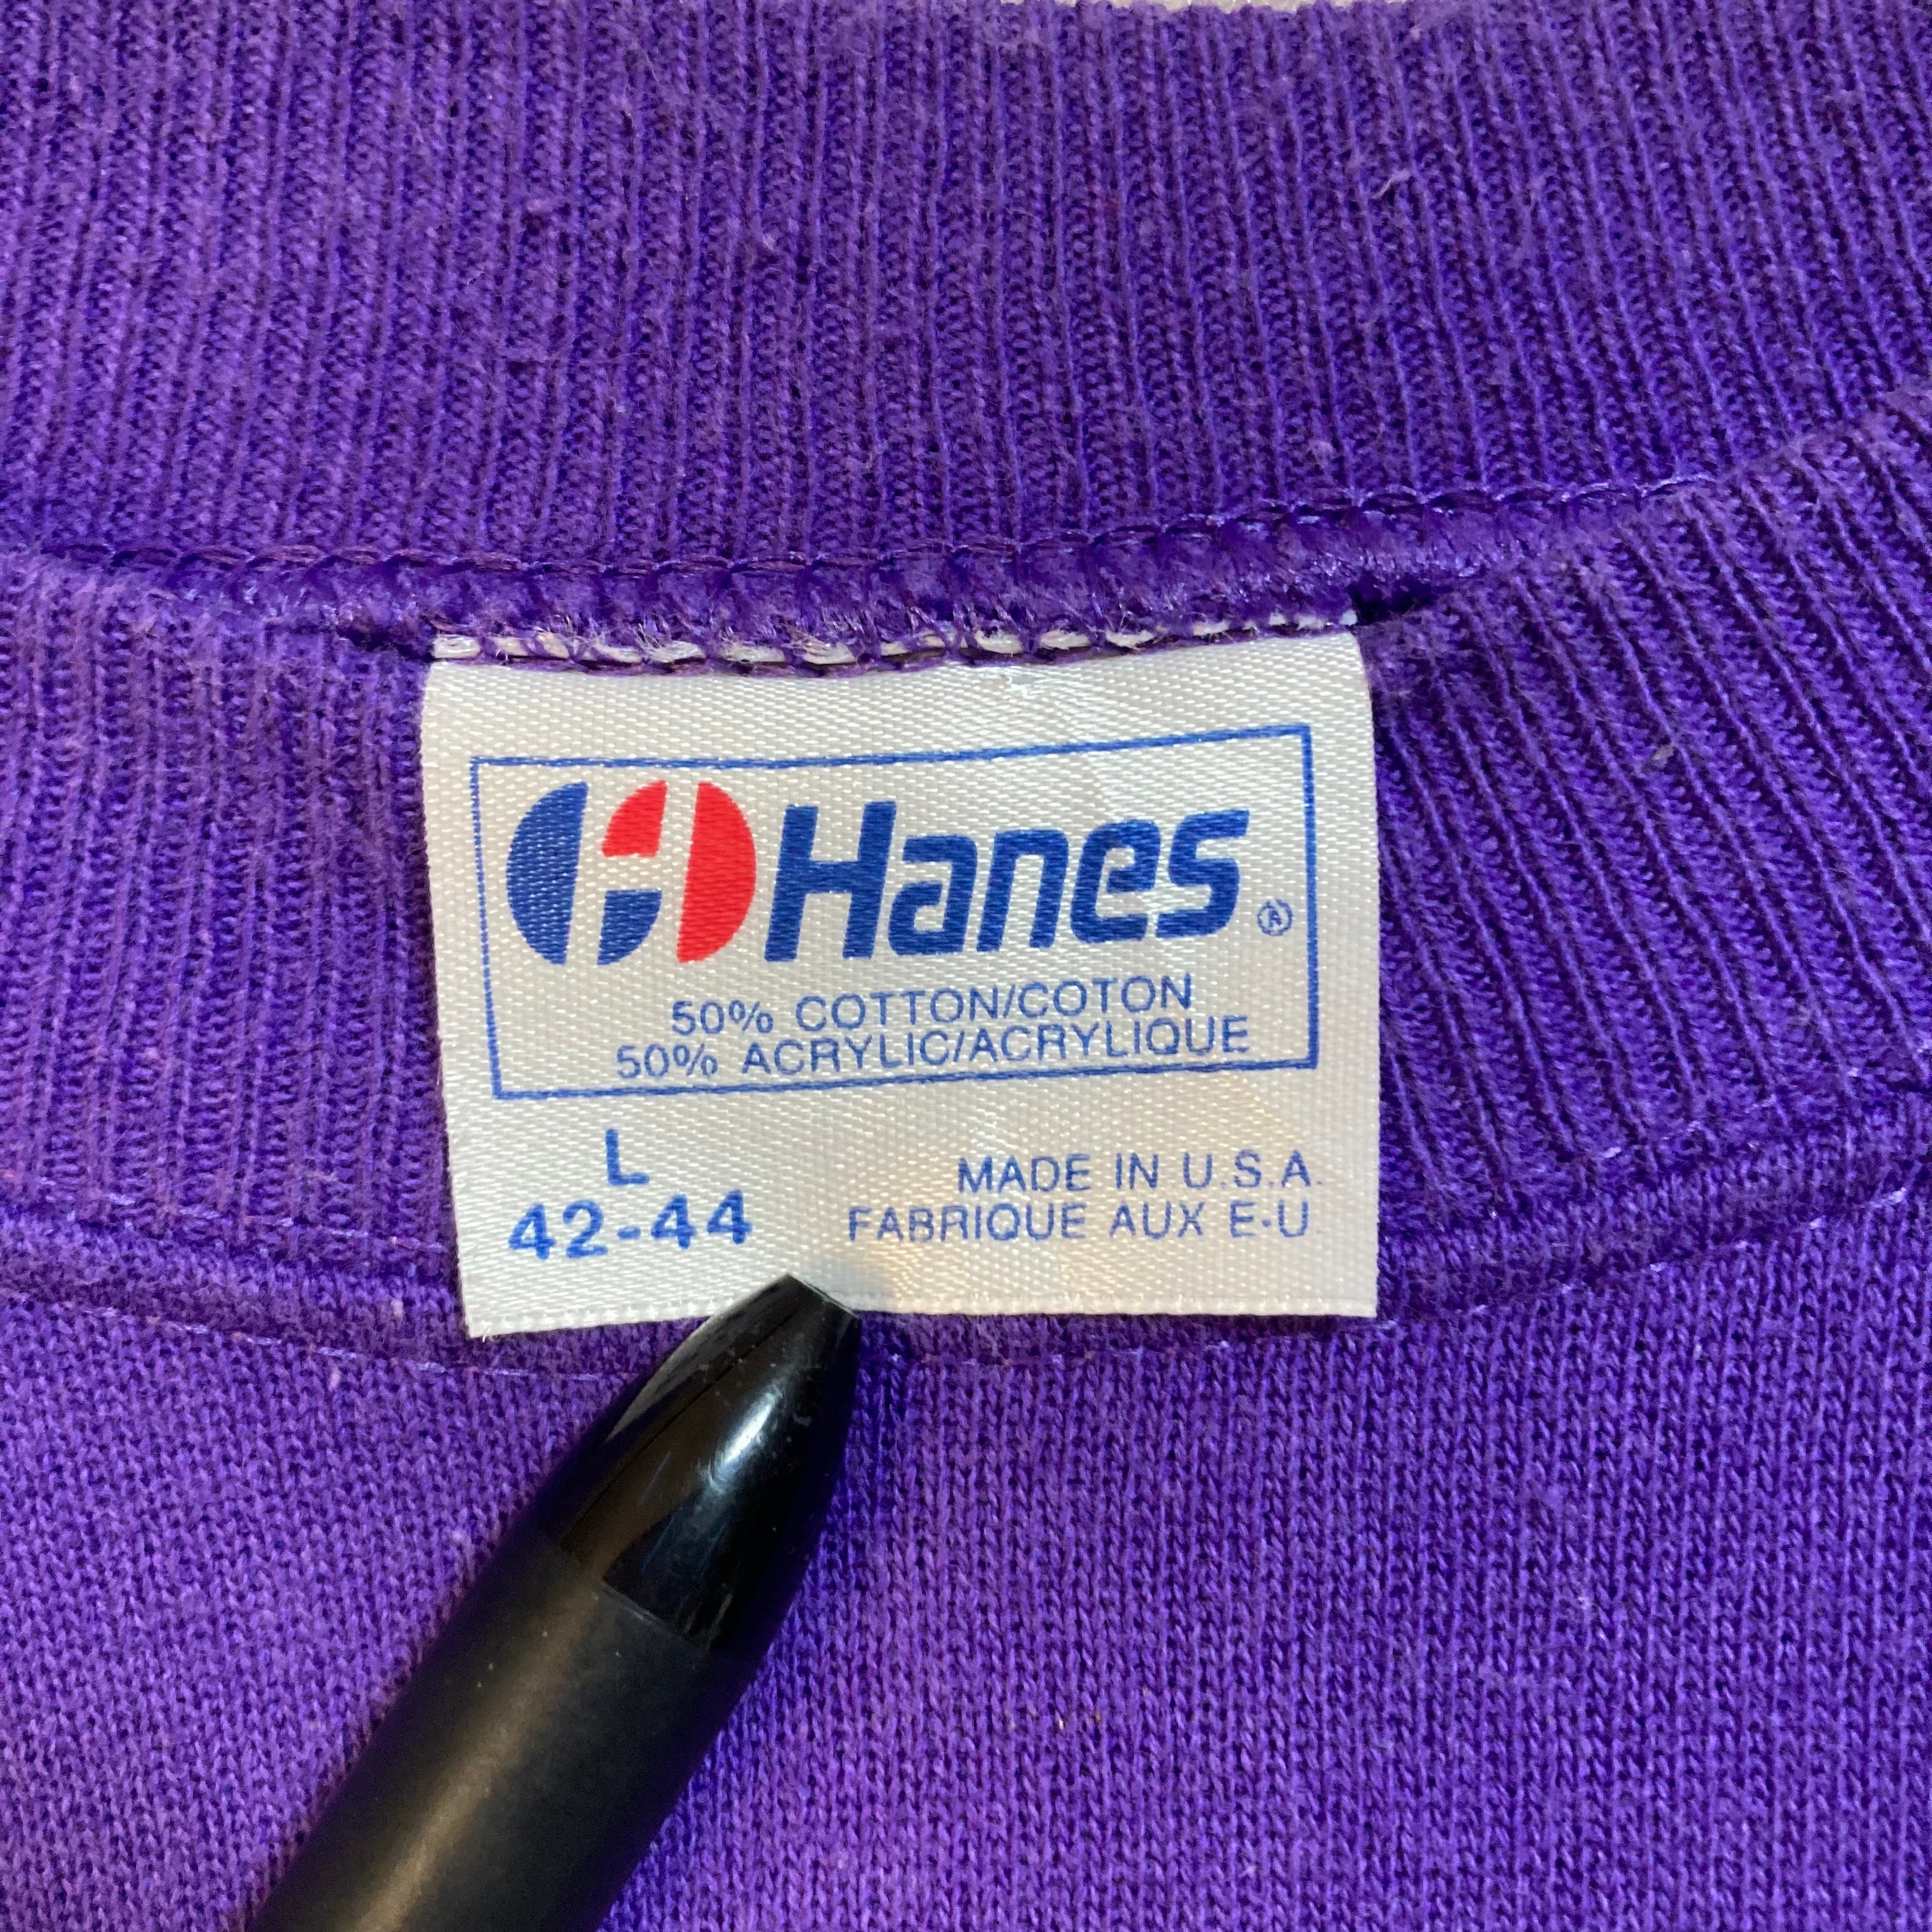 Hanes®
50% COTTON/COTON
50% ACRYLIC/ACRYLIQUE
L
42-44
MADE IN U.S.A.
FABRIQUE AUX E-U.